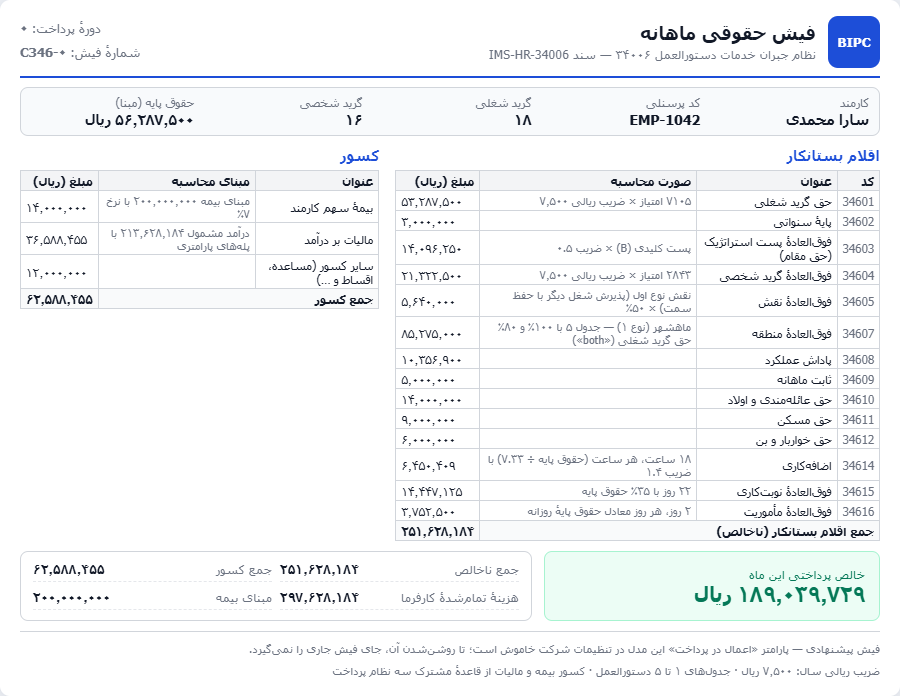 BIPC
فیش حقوقی ماهانه
نظام جبران خدمات دستورالعمل ۳۴۰۰۶ — سند IMS-HR-34006
دورهٔ پرداخت: ۰
شمارهٔ فیش: C346-۰
کارمند
سارا محمدی
کد پرسنلی
EMP-1042
گرید شغلی
۱۸
گرید شخصی
۱۶
حقوق پایه (مبنا)
۵۶,۲۸۷,۵۰۰ ریال
اقلام بستانکار
کد عنوان صورت محاسبه مبلغ (ریال)
34601 حق گرید شغلی ۷۱۰۵ امتیاز × ضریب ریالی ۷,۵۰۰ ۵۳,۲۸۷,۵۰۰
34602 پایهٔ سنواتی ۳,۰۰۰,۰۰۰
34603 فوق‌العادهٔ پست استراتژیک (حق مقام) پست کلیدی (B) × ضریب ۰.۵ ۱۴,۰۹۶,۲۵۰
34604 فوق‌العادهٔ گرید شخصی ۲۸۴۳ امتیاز × ضریب ریالی ۷,۵۰۰ ۲۱,۳۲۲,۵۰۰
34605 فوق‌العادهٔ نقش نقش نوع اول (پذیرش شغل دیگر با حفظ سمت) × ۵۰٪ ۵,۶۴۰,۰۰۰
34607 فوق‌العادهٔ منطقه ماهشهر (نوع ۱) — جدول ۵ با ۱۰۰٪ و ۸۰٪ حق گرید شغلی («both») ۸۵,۲۷۵,۰۰۰
34608 پاداش عملکرد ۱۰,۳۵۶,۹۰۰
34609 ثابت ماهانه ۵,۰۰۰,۰۰۰
34610 حق عائله‌مندی و اولاد ۱۴,۰۰۰,۰۰۰
34611 حق مسکن ۹,۰۰۰,۰۰۰
34612 حق خواربار و بن ۶,۰۰۰,۰۰۰
34614 اضافه‌کاری ۱۸ ساعت، هر ساعت (حقوق پایه ÷ ۷.۳۳) با ضریب ۱.۴ ۶,۴۵۰,۴۰۹
34615 فوق‌العادهٔ نوبت‌کاری ۲۲ روز با ۳۵٪ حقوق پایه ۱۴,۴۴۷,۱۲۵
34616 فوق‌العادهٔ مأموریت ۲ روز، هر روز معادل حقوق پایهٔ روزانه ۳,۷۵۲,۵۰۰
جمع اقلام بستانکار (ناخالص) ۲۵۱,۶۲۸,۱۸۴
کسور
عنوان مبنای محاسبه مبلغ (ریال)
بیمهٔ سهم کارمند مبنای بیمه ۲۰۰,۰۰۰,۰۰۰ با نرخ ۷٪ ۱۴,۰۰۰,۰۰۰
مالیات بر درآمد درآمد مشمول ۲۱۳,۶۲۸,۱۸۴ با پله‌های پارامتری ۳۶,۵۸۸,۴۵۵
سایر کسور (مساعده، اقساط و …) ۱۲,۰۰۰,۰۰۰
جمع کسور ۶۲,۵۸۸,۴۵۵
خالص پرداختی این ماه
۱۸۹,۰۳۹,۷۲۹ ریال
جمع ناخالص ۲۵۱,۶۲۸,۱۸۴ جمع کسور ۶۲,۵۸۸,۴۵۵
هزینهٔ تمام‌شدهٔ کارفرما ۲۹۷,۶۲۸,۱۸۴ مبنای بیمه ۲۰۰,۰۰۰,۰۰۰
فیش پیشنهادی — پارامتر «اعمال در پرداخت» این مدل در تنظیمات شرکت خاموش است؛ تا روشن‌شدن آن، جای فیش جاری را نمی‌گیرد.
ضریب ریالی سال: ۷,۵۰۰ ریال · جدول‌های ۱ تا ۵ دستورالعمل · کسور بیمه و مالیات از قاعدهٔ مشترک سه نظام پرداخت